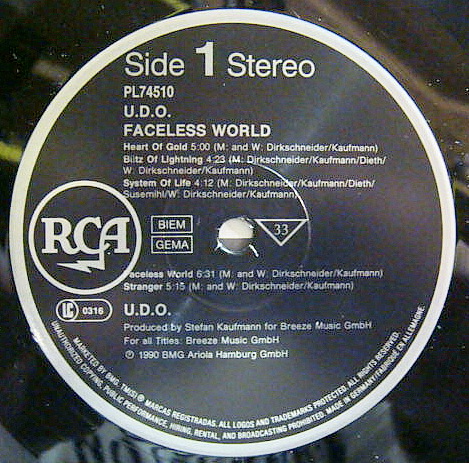 Side 1 Stereo
PL74510
U.D.O.
FACELESS WORLD
Heart Of Gold 5:00 (M: and W: Dirkschneider/Kaufmann)
Blitz Of Lightning 4:23 (M: Dirkschneider/Kaufmann/Dieth/
W: Dirkschneider/Kaufmann)
System Of Life 4:12 (M: Dirkschneider/Kaufmann/Dieth/
Susemihl/W: Dirkschneider/Kaufmann)
RCA
BIEM
GEMA
33
Faceless World 6:31 (M: and W: Dirkschneider/Kaufmann)
Stranger 5:15 (M: and W: Dirkschneider/Kaufmann)
LC 0316
U.D.O.
Produced by Stefan Kaufmann for Breeze Music GmbH
For all Titles: Breeze Music GmbH
℗ 1990 BMG Ariola Hamburg GmbH
MARKETED BY BMG. TM(S) ® MARCAS REGISTRADAS. ALL LOGOS AND TRADEMARKS PROTECTED. ALL RIGHTS RESERVED.
UNAUTHORIZED COPYING, PUBLIC PERFORMANCE, HIRING, RENTAL, AND BROADCASTING PROHIBITED. MADE IN GERMANY/FABRIQUÉ EN ALLEMAGNE.